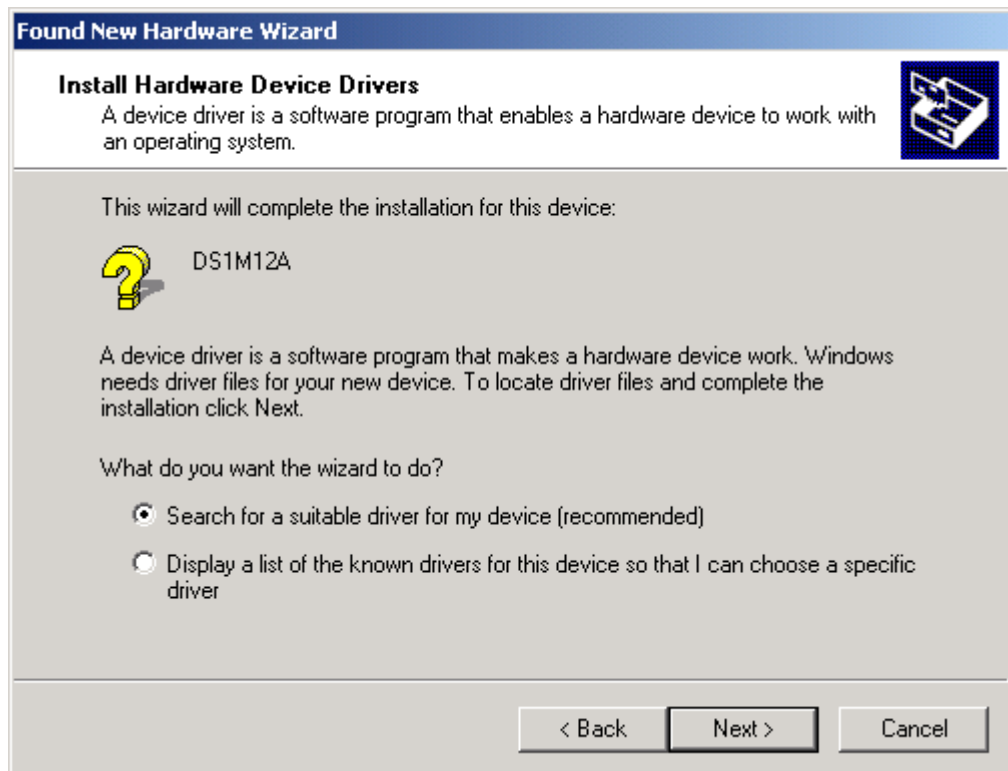 Found New Hardware Wizard
Install Hardware Device Drivers
A device driver is a software program that enables a hardware device to work with
an operating system.
This wizard will complete the installation for this device:
DS1M12A
A device driver is a software program that makes a hardware device work. Windows
needs driver files for your new device. To locate driver files and complete the
installation click Next.
What do you want the wizard to do?
Search for a suitable driver for my device (recommended)
Display a list of the known drivers for this device so that I can choose a specific
driver
< Back
Next >
Cancel